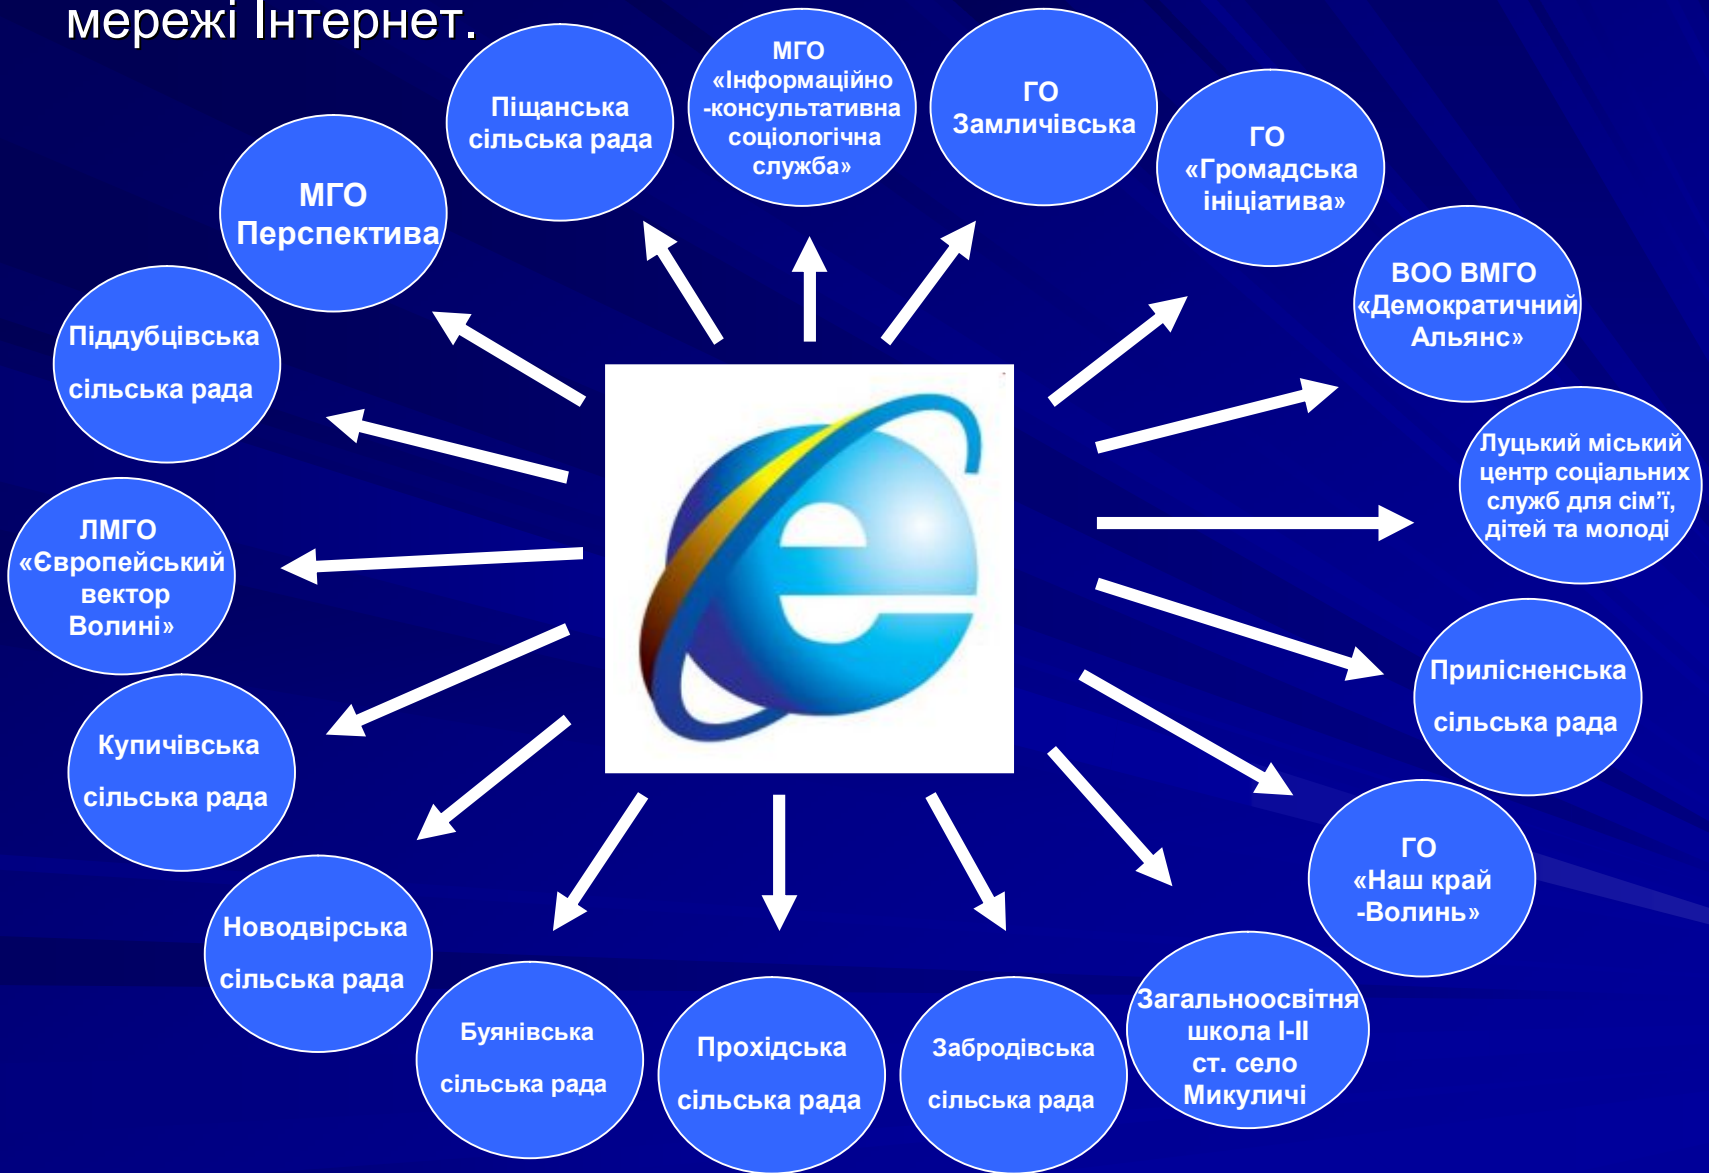 мережі Інтернет.
МГО
«Інформаційно
-консультативна
соціологічна
служба»
ГО
Замличівська
ГО
«Громадська
ініціатива»
ВОО ВМГО
«Демократичний
Альянс»
Луцький міський
центр соціальних
служб для сім’ї,
дітей та молоді
Прилісненська
сільська рада
ГО
«Наш край
-Волинь»
Загальноосвітня
школа І-ІІ
ст. село
Микуличі
Забродівська
сільська рада
Прохідська
сільська рада
Буянівська
сільська рада
Новодвірська
сільська рада
Купичівська
сільська рада
ЛМГО
«Європейський
вектор
Волині»
Піддубцівська
сільська рада
МГО
Перспектива
Піщанська
сільська рада